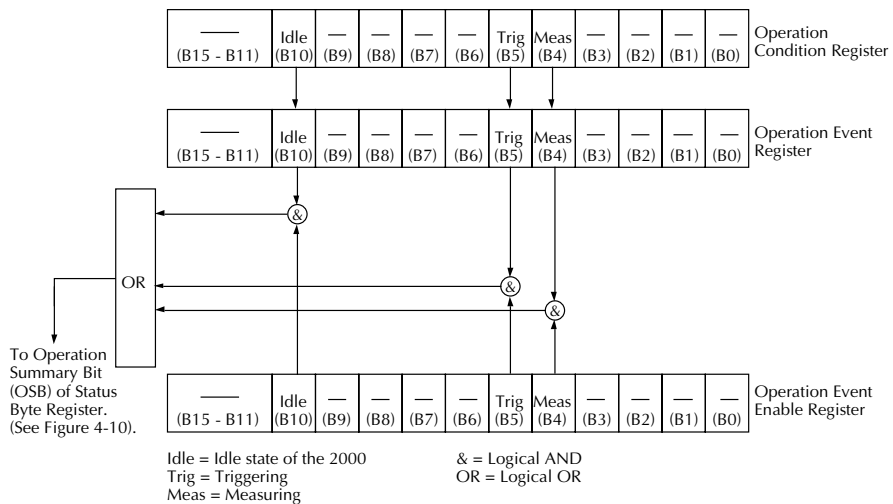 Idle Trig Meas
(B15 - B11) (B10) (B9) (B8) (B7) (B6) (B5) (B4) (B3) (B2) (B1) (B0)
Operation
Condition Register
Idle Trig Meas
(B15 - B11) (B10) (B9) (B8) (B7) (B6) (B5) (B4) (B3) (B2) (B1) (B0)
Operation Event
Register
&
OR
&
&
To Operation
Summary Bit
(OSB) of Status
Byte Register.
(See Figure 4-10).
Idle Trig Meas
(B15 - B11) (B10) (B9) (B8) (B7) (B6) (B5) (B4) (B3) (B2) (B1) (B0)
Operation Event
Enable Register
Idle = Idle state of the 2000
Trig = Triggering
Meas = Measuring
& = Logical AND
OR = Logical OR